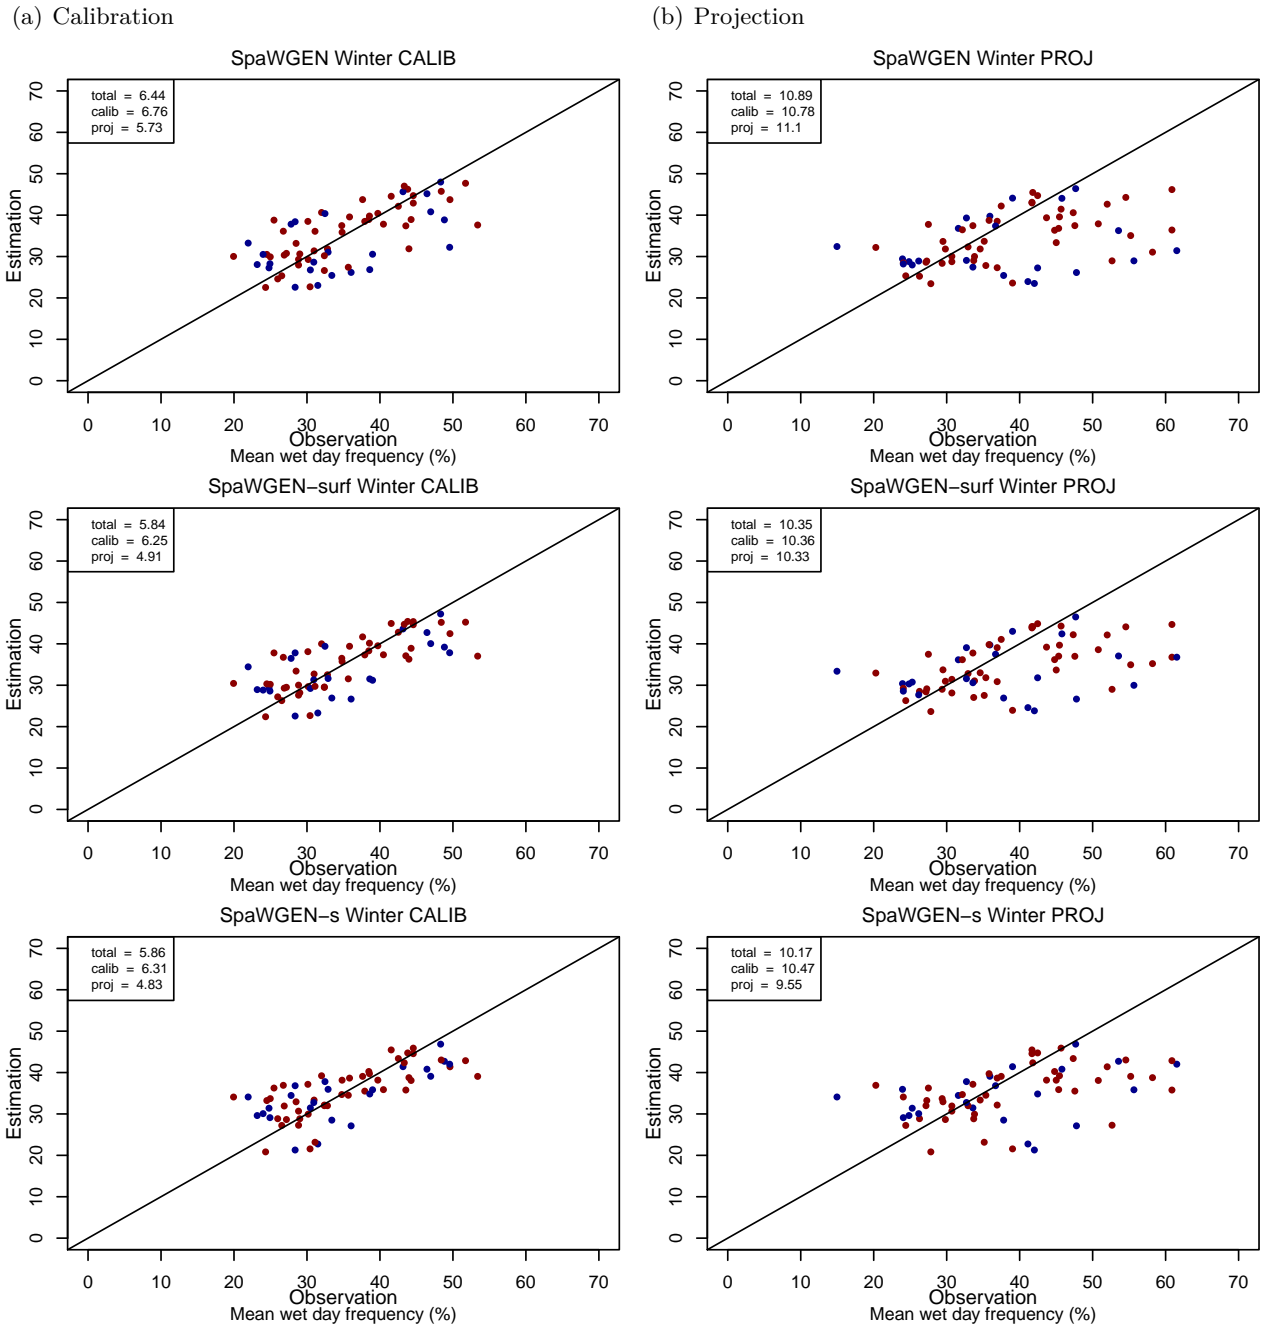 (a) Calibration
(b) Projection
SpaWGEN Winter CALIB
total = 6.44
calib = 6.76
proj = 5.73
70
60
50
40
30
20
10
0
Estimation
0 10 20 30 40 50 60 70
Observation
Mean wet day frequency (%)
SpaWGEN Winter PROJ
total = 10.89
calib = 10.78
proj = 11.1
70
60
50
40
30
20
10
0
Estimation
0 10 20 30 40 50 60 70
Observation
Mean wet day frequency (%)
SpaWGEN−surf Winter CALIB
total = 5.84
calib = 6.25
proj = 4.91
70
60
50
40
30
20
10
0
Estimation
0 10 20 30 40 50 60 70
Observation
Mean wet day frequency (%)
SpaWGEN−surf Winter PROJ
total = 10.35
calib = 10.36
proj = 10.33
70
60
50
40
30
20
10
0
Estimation
0 10 20 30 40 50 60 70
Observation
Mean wet day frequency (%)
SpaWGEN−s Winter CALIB
total = 5.86
calib = 6.31
proj = 4.83
70
60
50
40
30
20
10
0
Estimation
0 10 20 30 40 50 60 70
Observation
Mean wet day frequency (%)
SpaWGEN−s Winter PROJ
total = 10.17
calib = 10.47
proj = 9.55
70
60
50
40
30
20
10
0
Estimation
0 10 20 30 40 50 60 70
Observation
Mean wet day frequency (%)